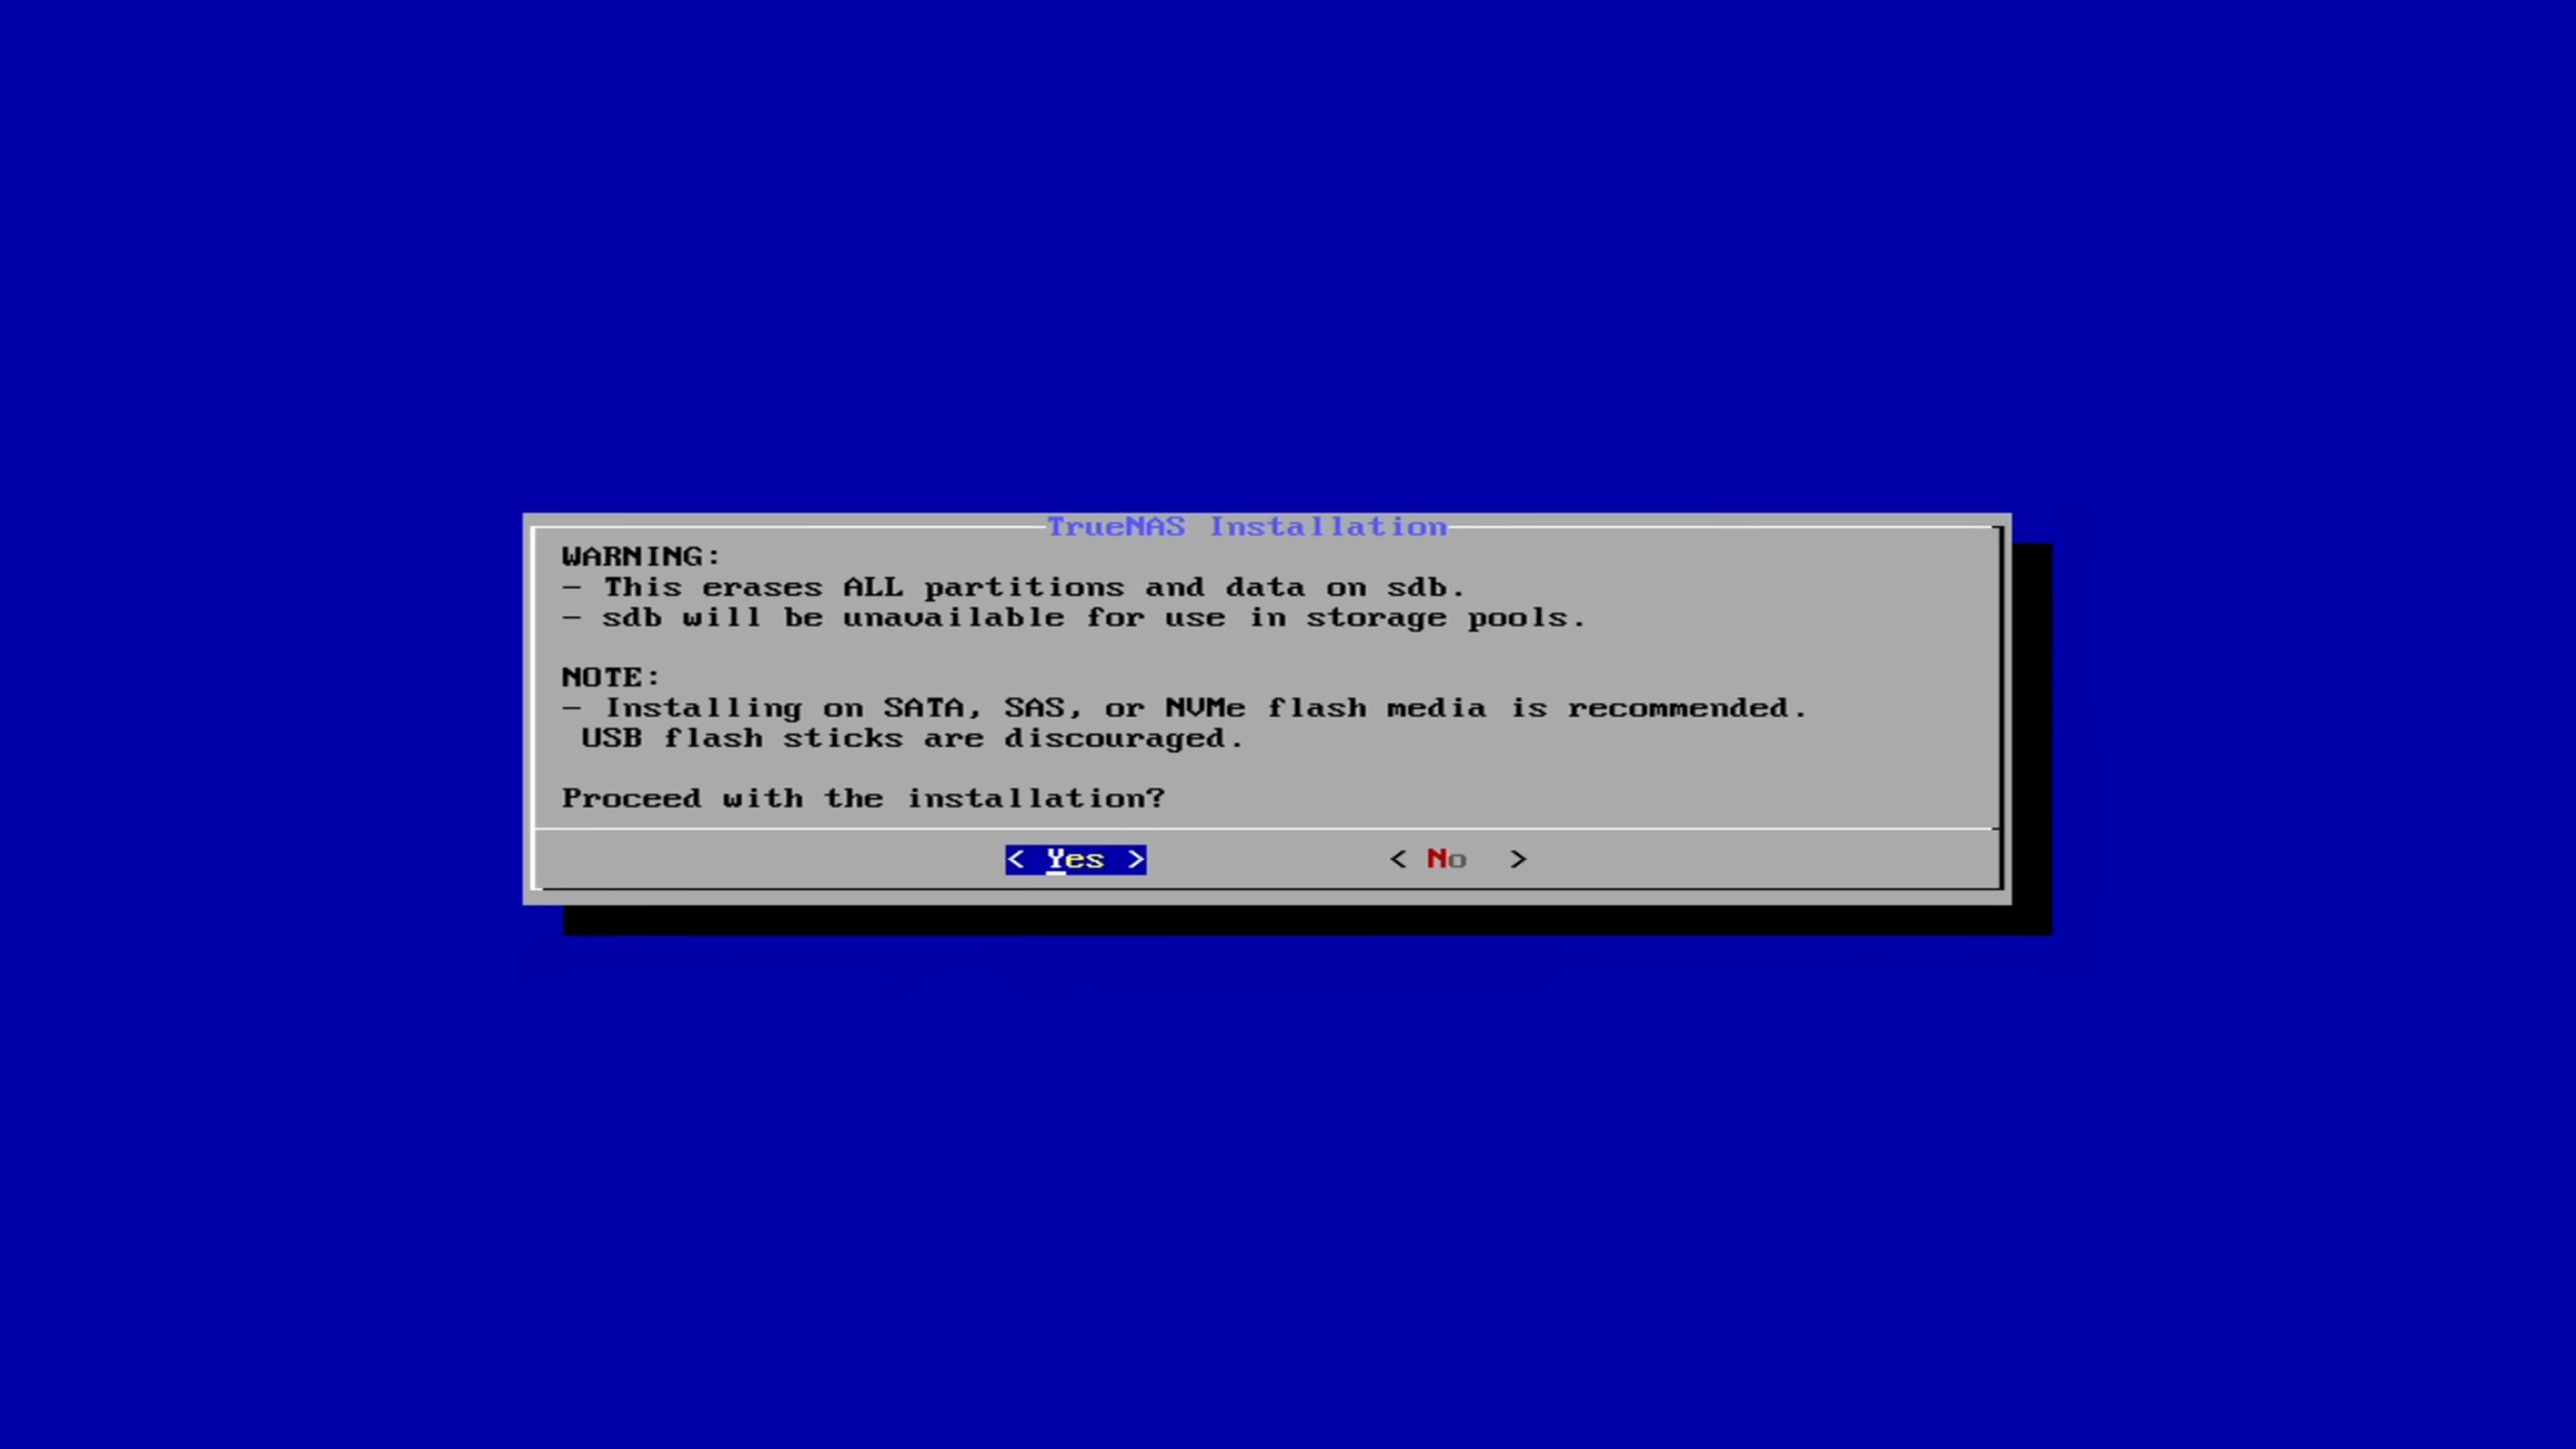 TrueNAS Installation
WARNING:
- This erases ALL partitions and data on sdb.
- sdb will be unavailable for use in storage pools.
NOTE:
- Installing on SATA, SAS, or NVMe flash media is recommended.
USB flash sticks are discouraged.
Proceed with the installation?
< Yes > < No >